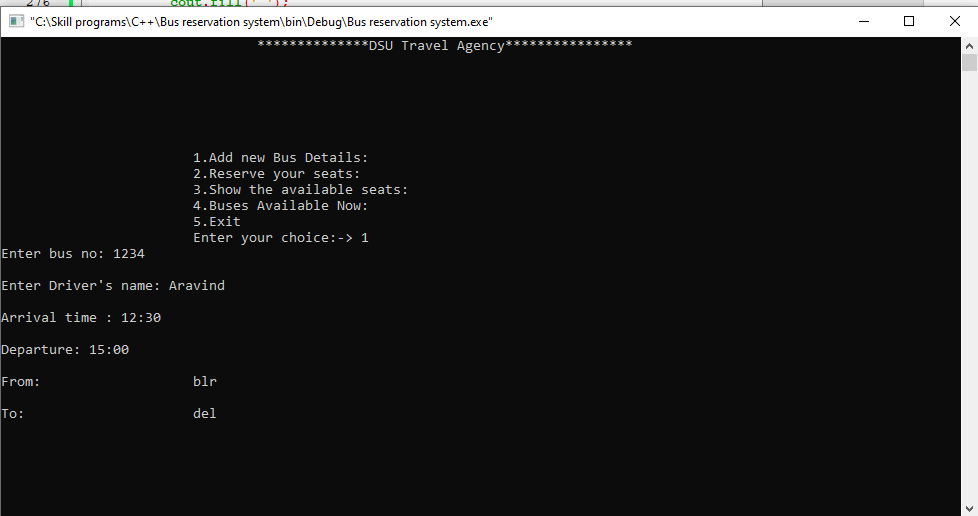 276 cout.fill(' ');
"C:\Skill programs\C++\Bus reservation system\bin\Debug\Bus reservation system.exe"
**************DSU Travel Agency****************
1.Add new Bus Details:
2.Reserve your seats:
3.Show the available seats:
4.Buses Available Now:
5.Exit
Enter your choice:-> 1
Enter bus no: 1234
Enter Driver's name: Aravind
Arrival time : 12:30
Departure: 15:00
From: blr
To: del